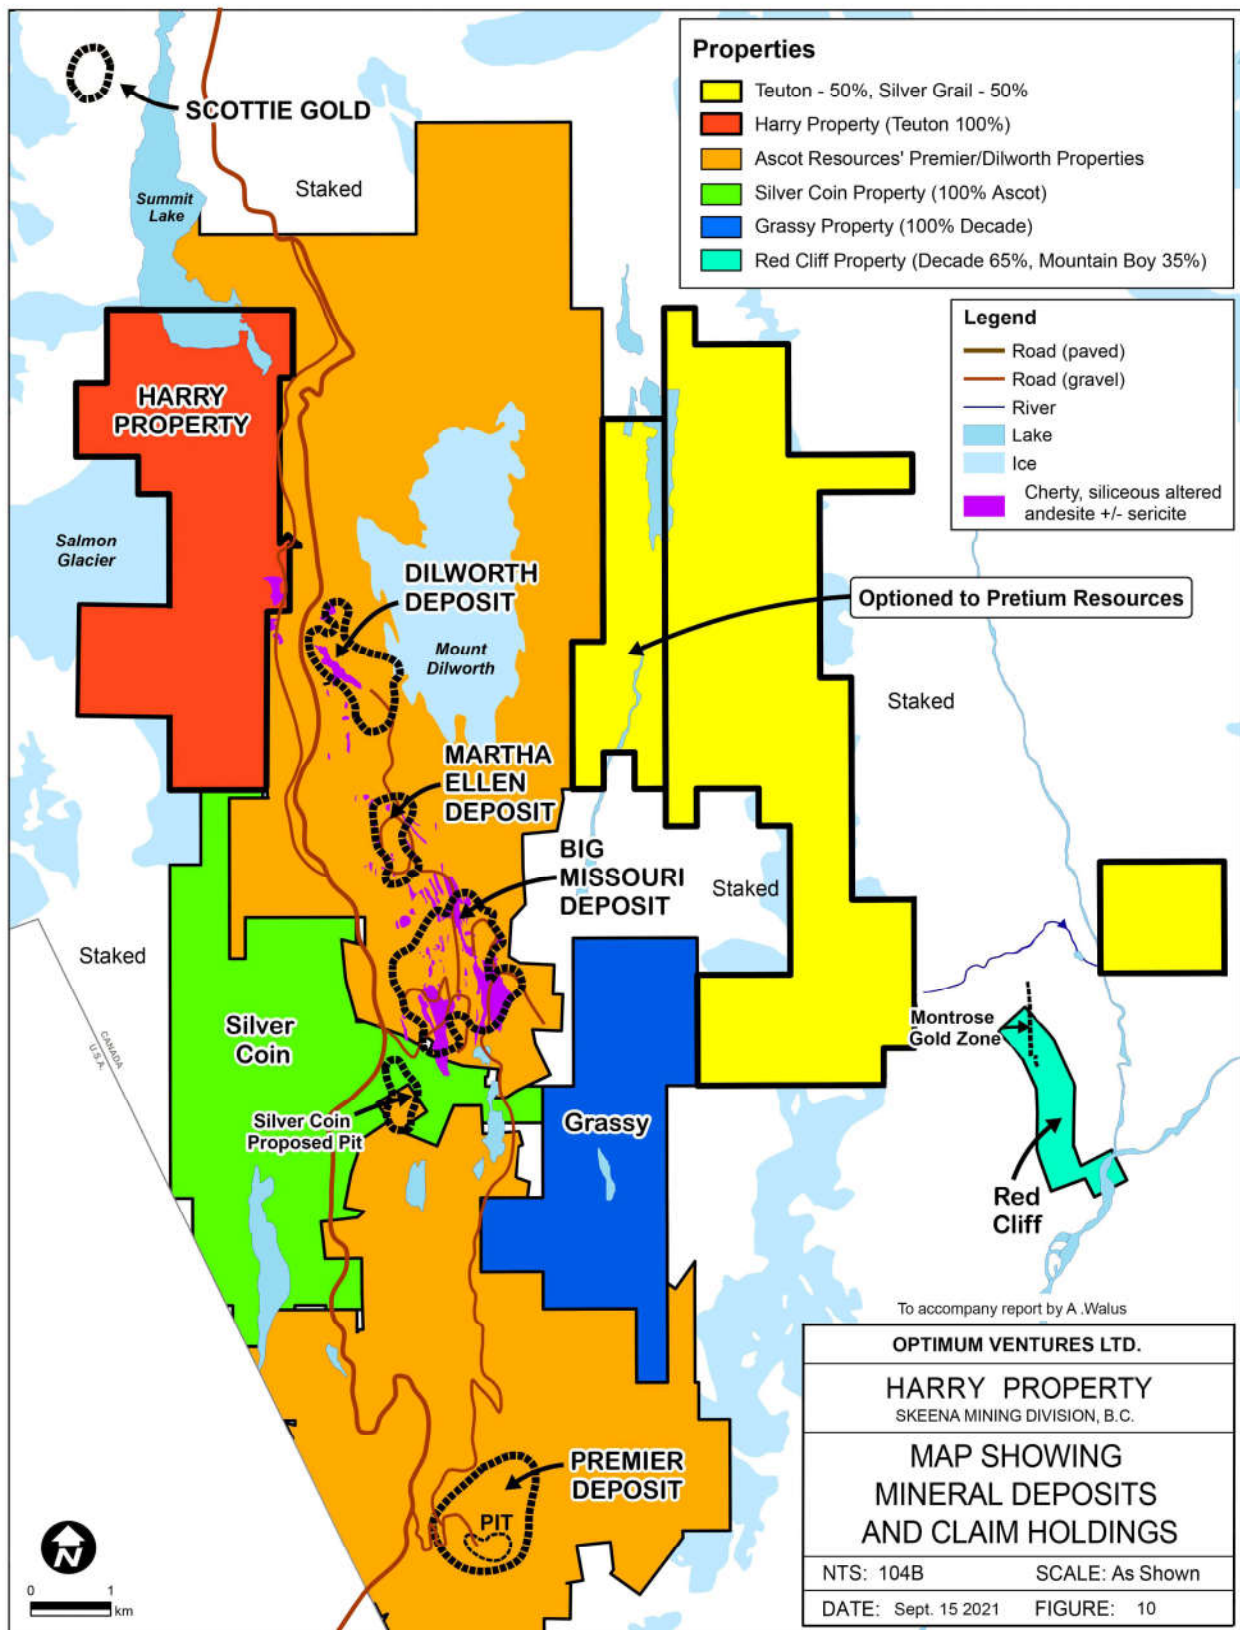 SCOTTIE GOLD
Summit
Lake
Staked
Properties
Teuton - 50%, Silver Grail - 50%
Harry Property (Teuton 100%)
Ascot Resources' Premier/Dilworth Properties
Silver Coin Property (100% Ascot)
Grassy Property (100% Decade)
Red Cliff Property (Decade 65%, Mountain Boy 35%)
Legend
Road (paved)
Road (gravel)
River
Lake
Ice
Cherty, siliceous altered
andesite +/- sericite
HARRY
PROPERTY
Salmon
Glacier
DILWORTH
DEPOSIT
Mount
Dilworth
Optioned to Pretium Resources
Staked
MARTHA
ELLEN
DEPOSIT
BIG
MISSOURI
DEPOSIT
Staked
Staked
Silver
Coin
CANADA
U.S.A.
Montrose
Gold Zone
Silver Coin
Proposed Pit
Grassy
Red
Cliff
PREMIER
DEPOSIT
PIT
N
0 1
km
To accompany report by A .Walus
OPTIMUM VENTURES LTD.
HARRY PROPERTY
SKEENA MINING DIVISION, B.C.
MAP SHOWING
MINERAL DEPOSITS
AND CLAIM HOLDINGS
NTS: 104B SCALE: As Shown
DATE: Sept. 15 2021 FIGURE: 10